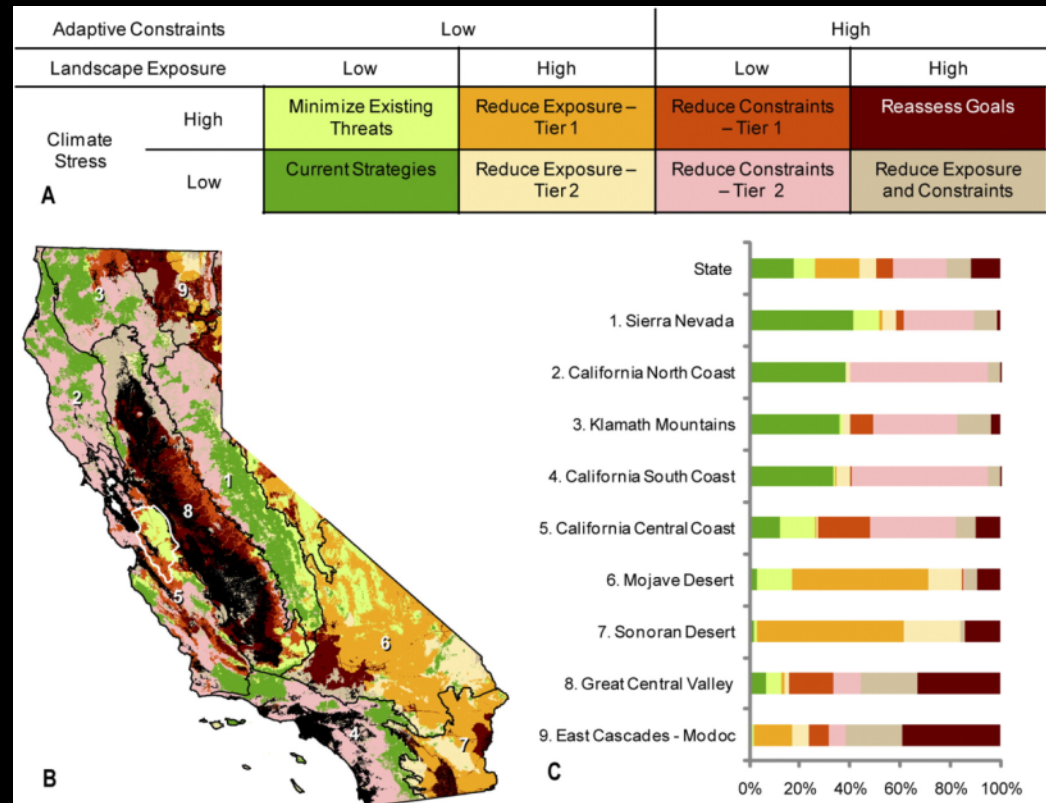 Adaptive Constraints Low High
Landscape Exposure Low High Low High
Climate Stress High Minimize Existing Threats Reduce Exposure – Tier 1 Reduce Constraints – Tier 1 Reassess Goals
Low Current Strategies Reduce Exposure – Tier 2 Reduce Constraints – Tier 2 Reduce Exposure and Constraints
A
3
9
2
1
8
5
6
4
7
B
State
1. Sierra Nevada
2. California North Coast
3. Klamath Mountains
4. California South Coast
5. California Central Coast
6. Mojave Desert
7. Sonoran Desert
8. Great Central Valley
9. East Cascades - Modoc
C
0% 20% 40% 60% 80% 100%